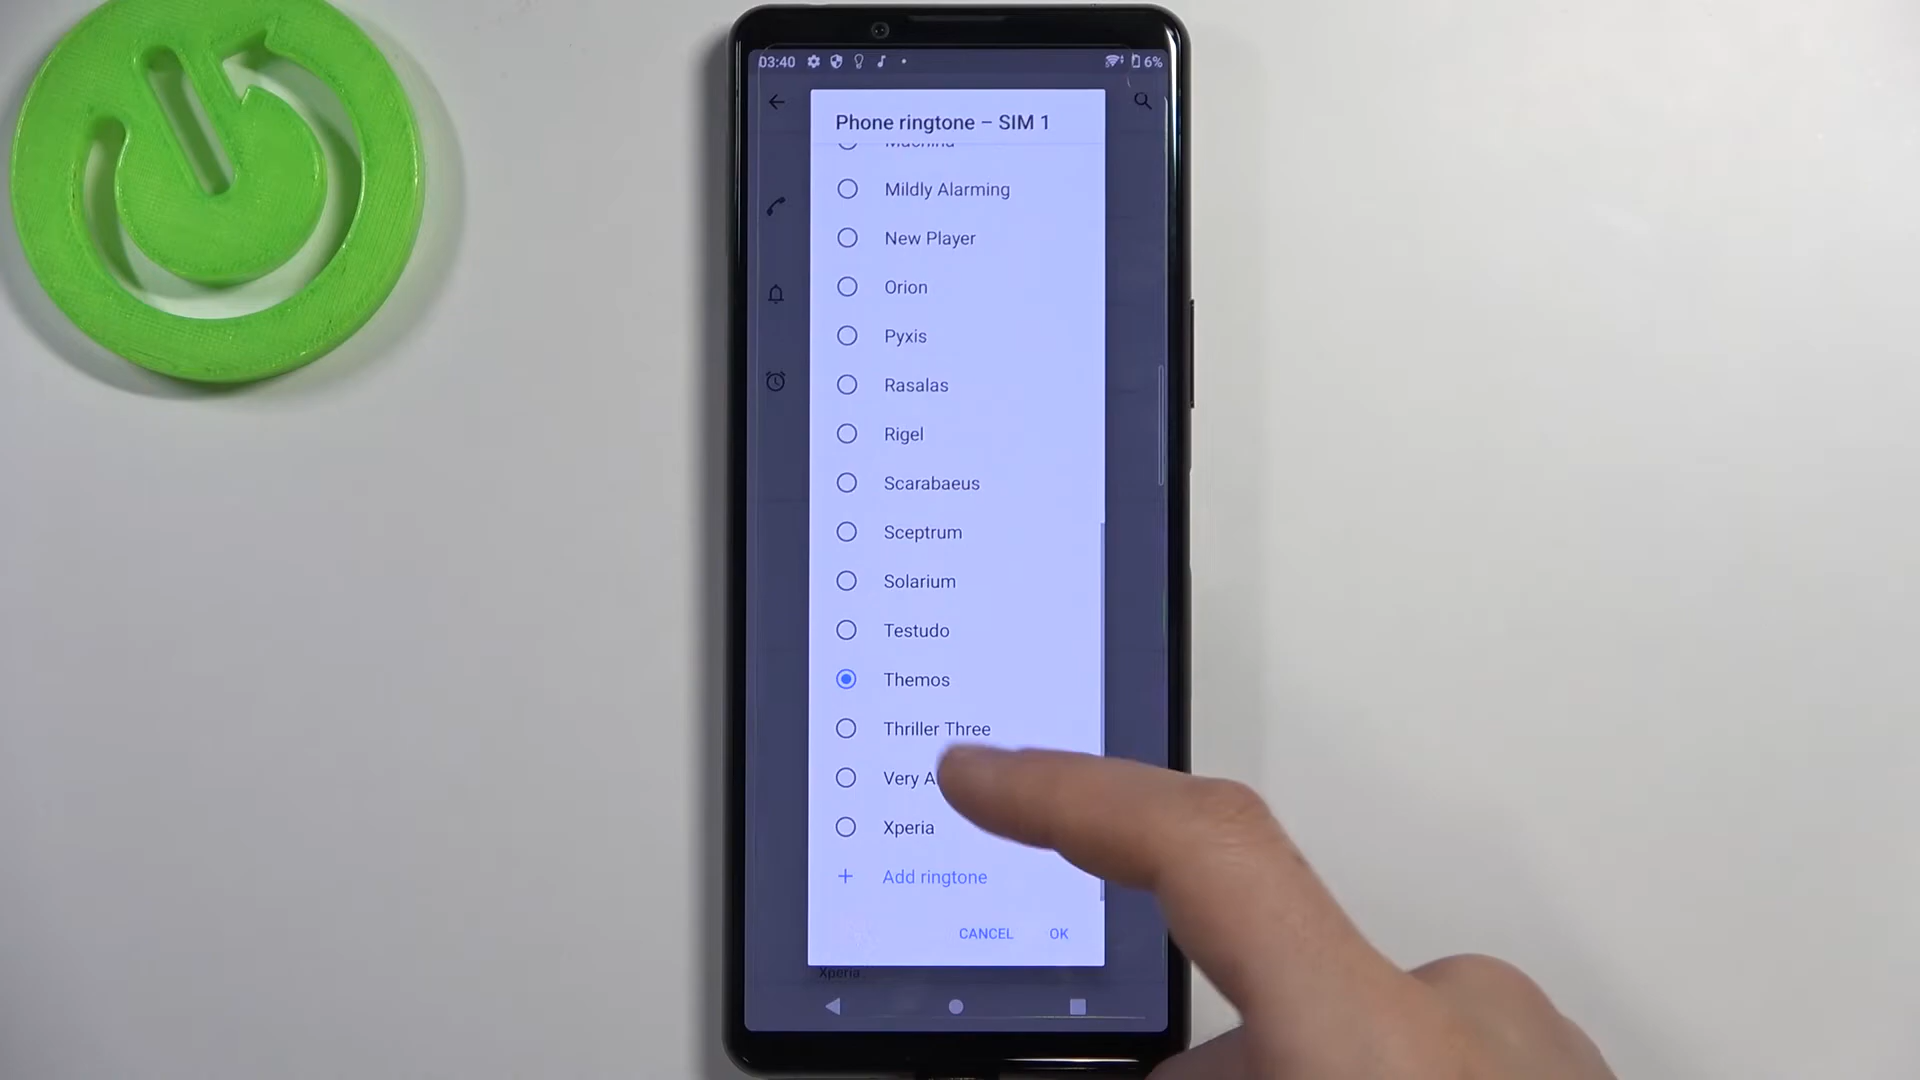 03:40
6%
Phone ringtone – SIM 1
Machina
Mildly Alarming
New Player
Orion
Pyxis
Rasalas
Rigel
Scarabaeus
Sceptrum
Solarium
Testudo
Themos
Thriller Three
Very A
Xperia
Add ringtone
CANCEL OK
Xperia